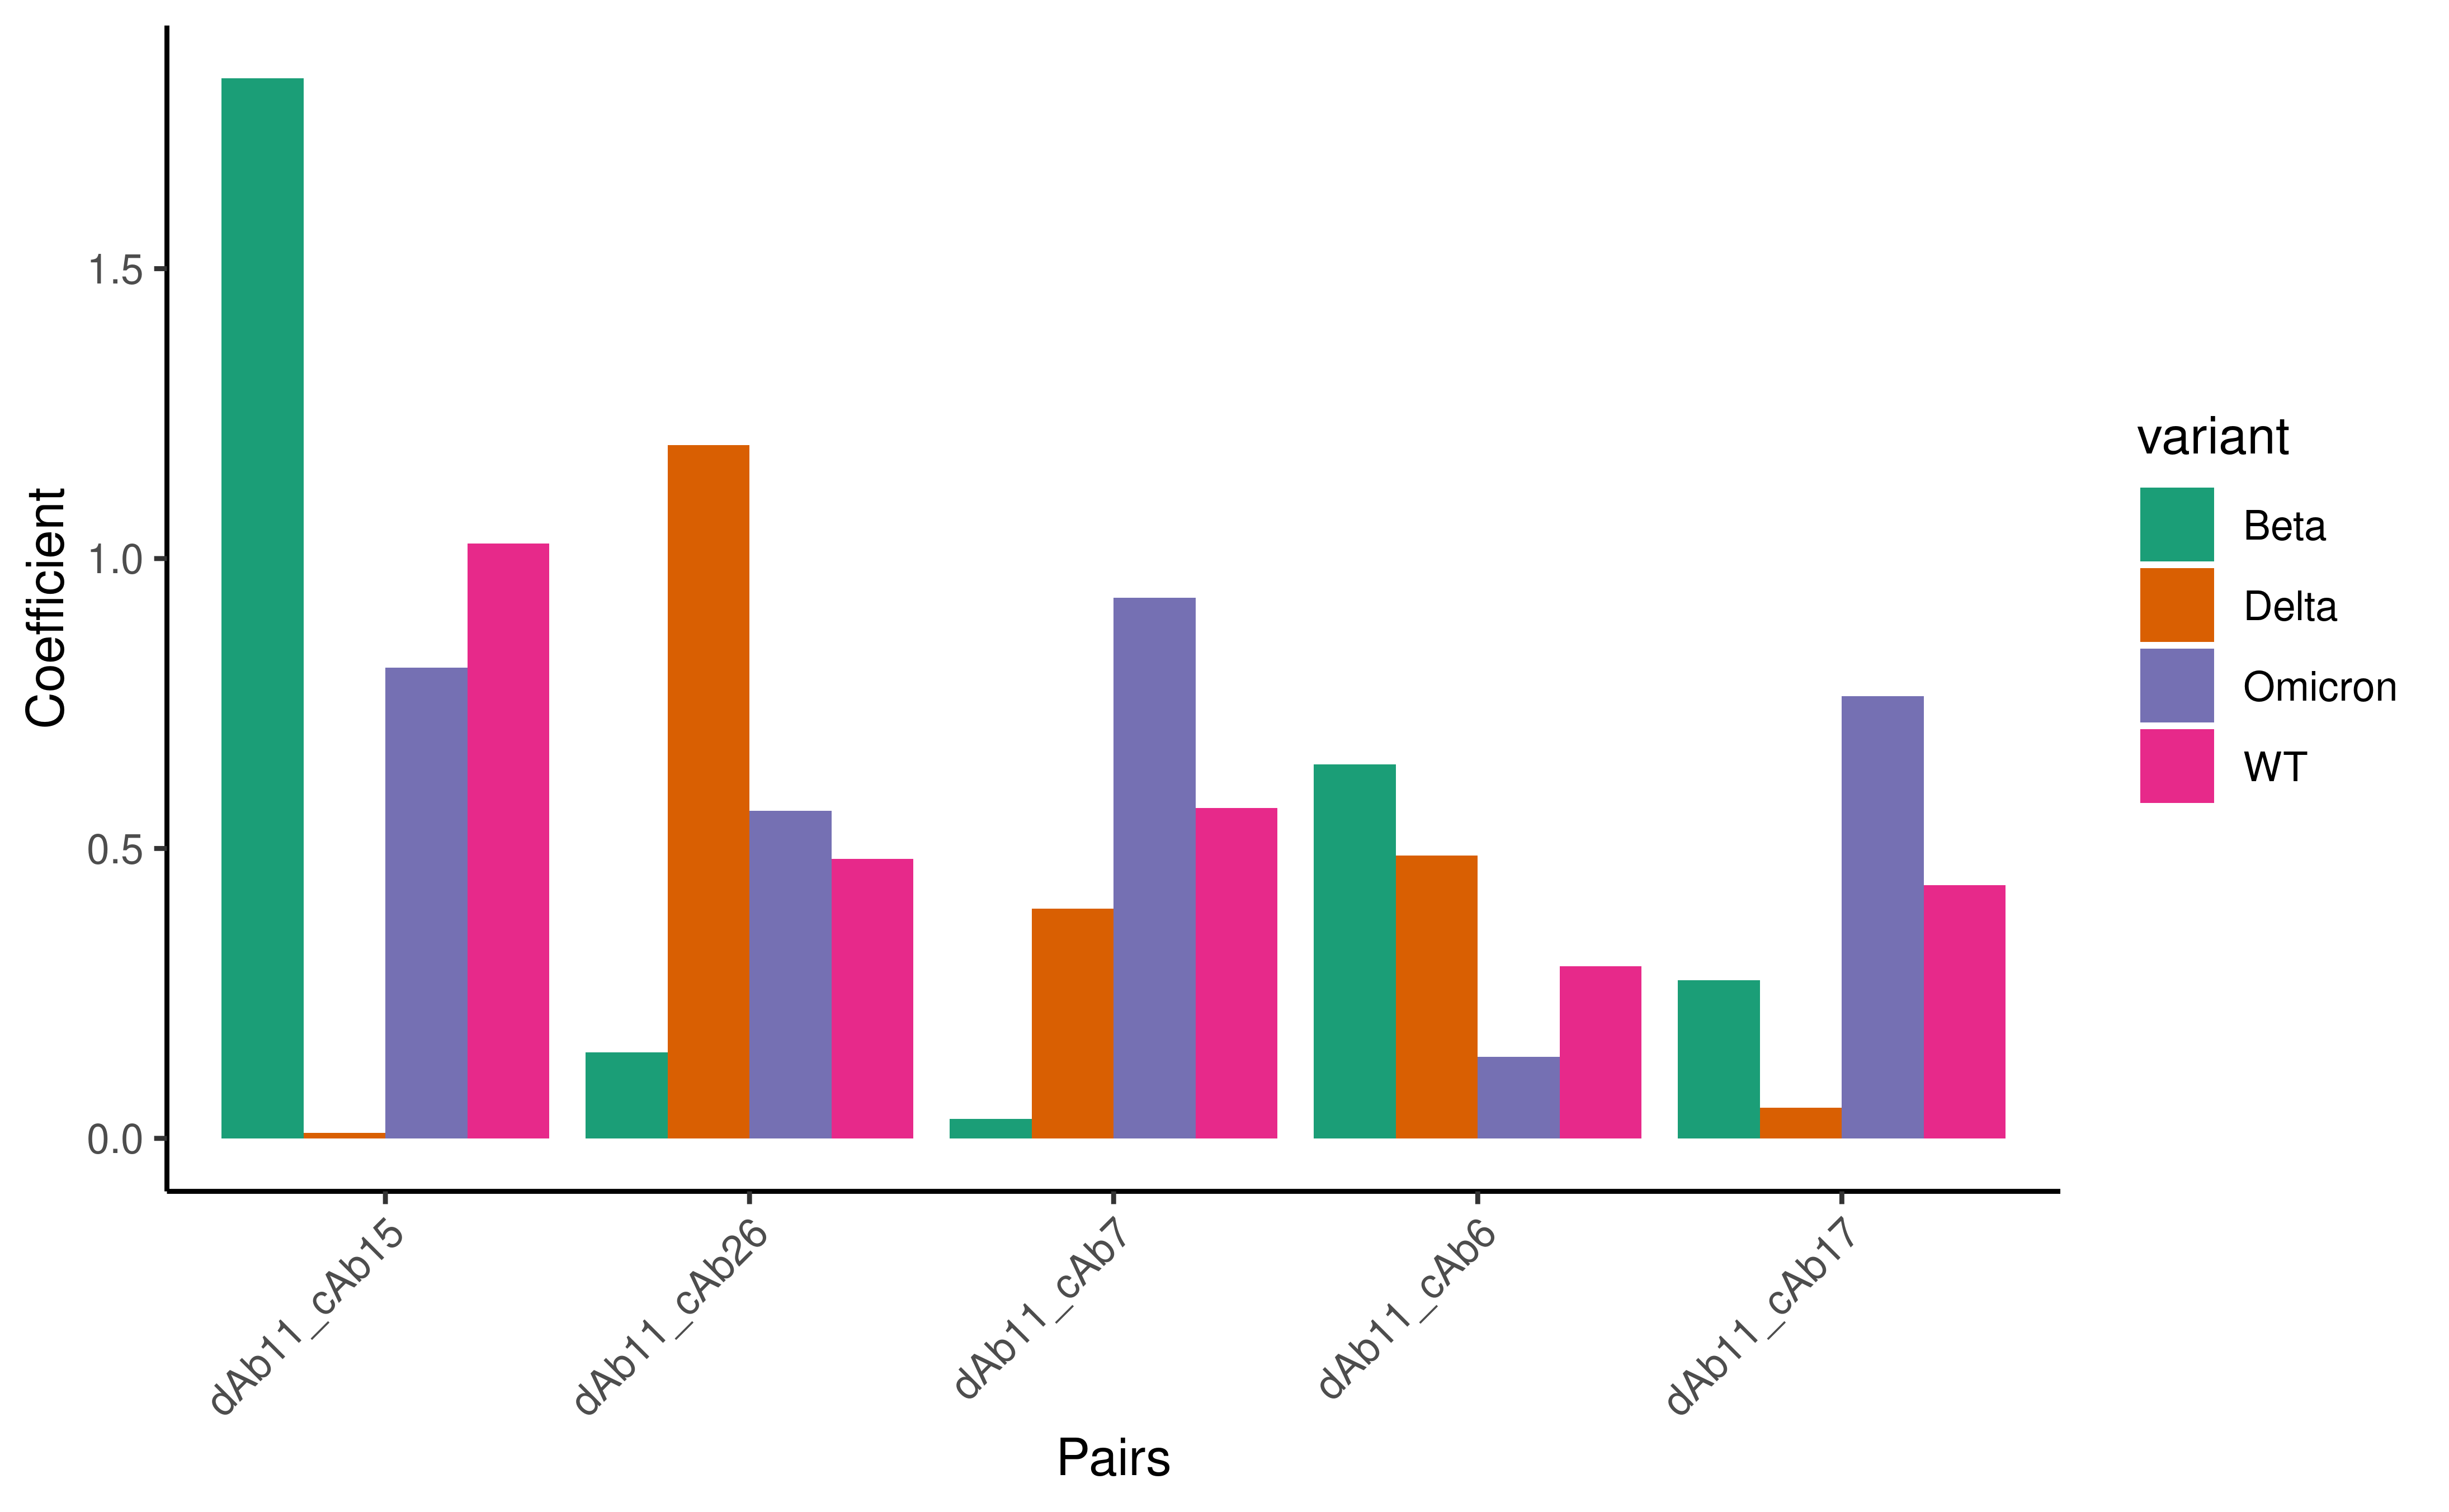 Coefficient
1.5
1.0
0.5
0.0
dAb11_cAb15
dAb11_cAb26
dAb11_cAb7
dAb11_cAb6
dAb11_cAb17
Pairs
variant
Beta
Delta
Omicron
WT